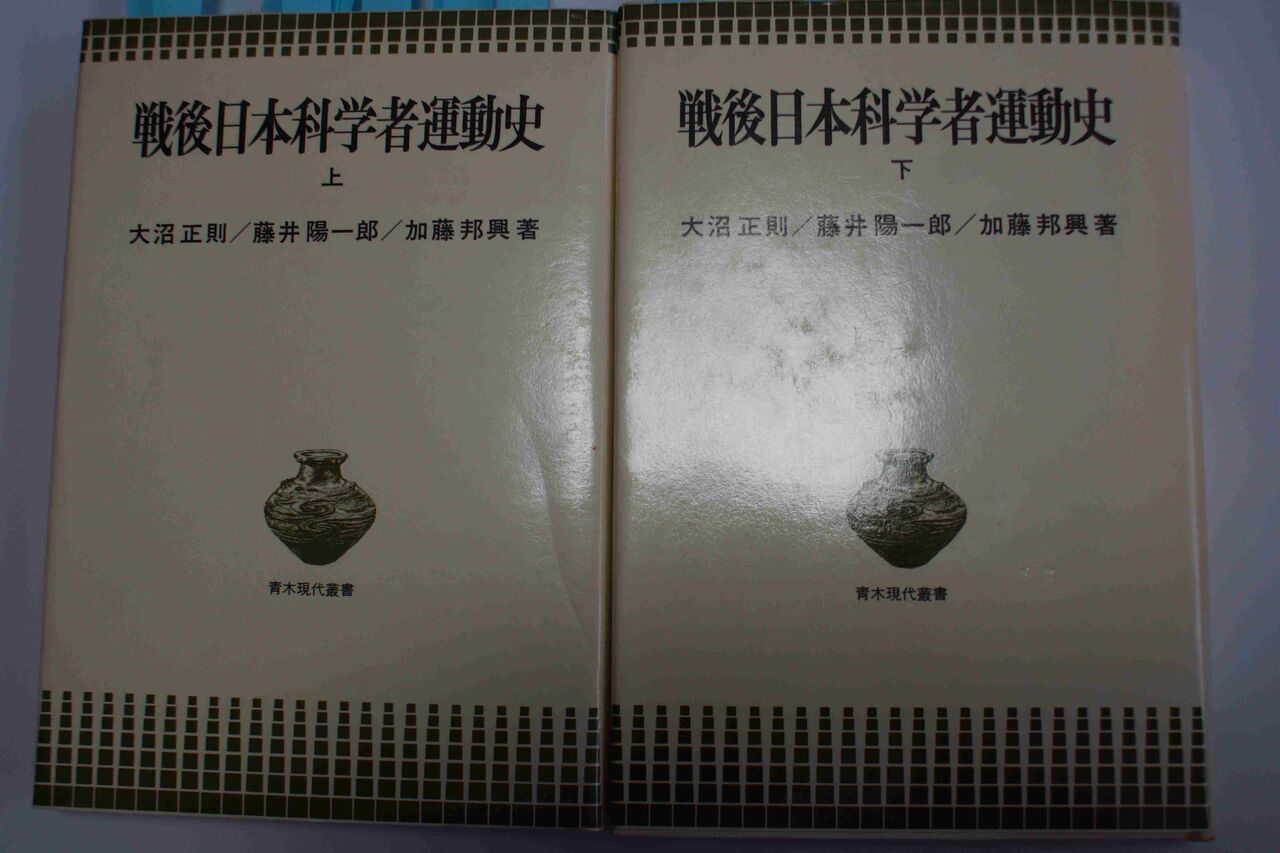 戦後日本科学者運動史
上
大沼正則／藤井陽一郎／加藤邦興著
青木現代叢書
戦後日本科学者運動史
下
大沼正則／藤井陽一郎／加藤邦興著
青木現代叢書